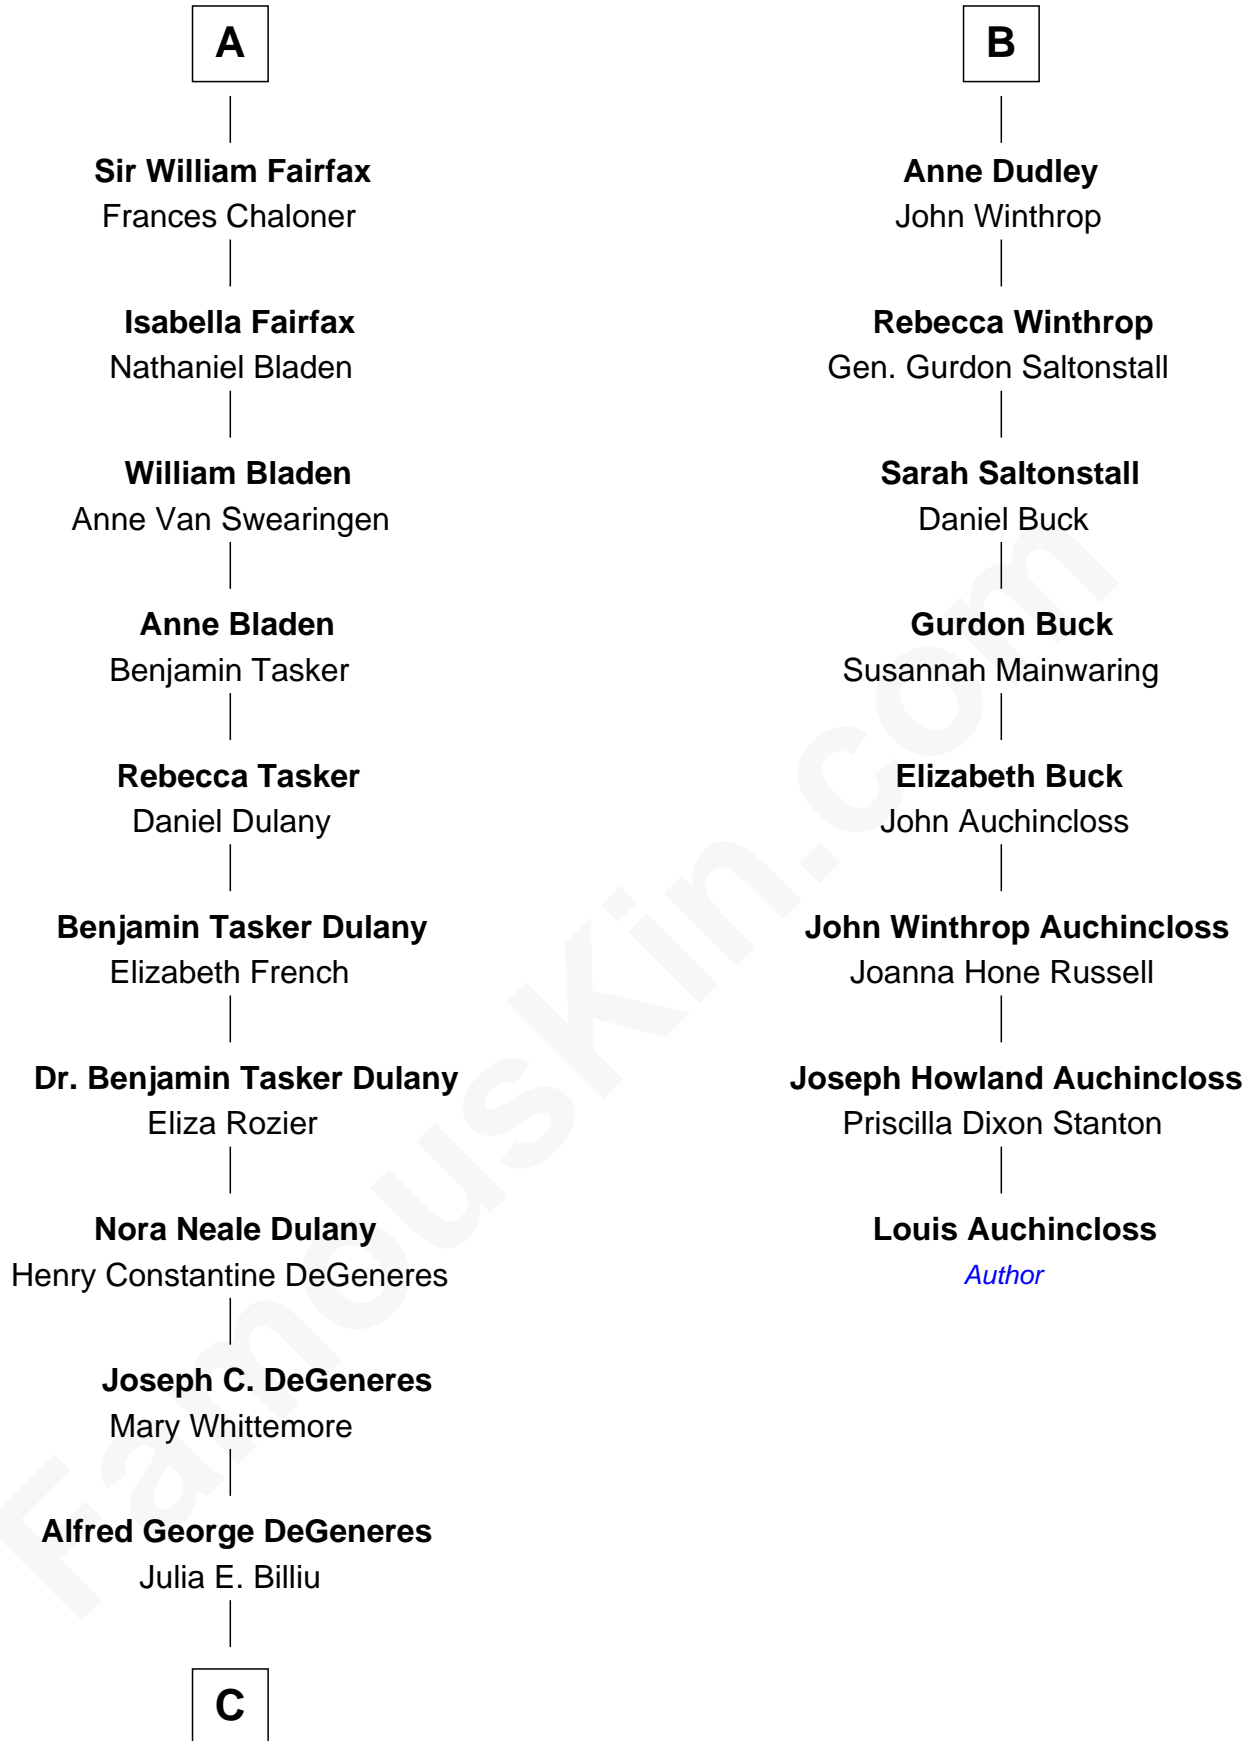 A
Sir William Fairfax
Frances Chaloner
Isabella Fairfax
Nathaniel Bladen
William Bladen
Anne Van Swearingen
Anne Bladen
Benjamin Tasker
Rebecca Tasker
Daniel Dulany
Benjamin Tasker Dulany
Elizabeth French
Dr. Benjamin Tasker Dulany
Eliza Rozier
Nora Neale Dulany
Henry Constantine DeGeneres
Joseph C. DeGeneres
Mary Whittemore
Alfred George DeGeneres
Julia E. Billiu
C
B
Anne Dudley
John Winthrop
Rebecca Winthrop
Gen. Gurdon Saltonstall
Sarah Saltonstall
Daniel Buck
Gurdon Buck
Susannah Mainwaring
Elizabeth Buck
John Auchincloss
John Winthrop Auchincloss
Joanna Hone Russell
Joseph Howland Auchincloss
Priscilla Dixon Stanton
Louis Auchincloss
Author
FamousKin.com